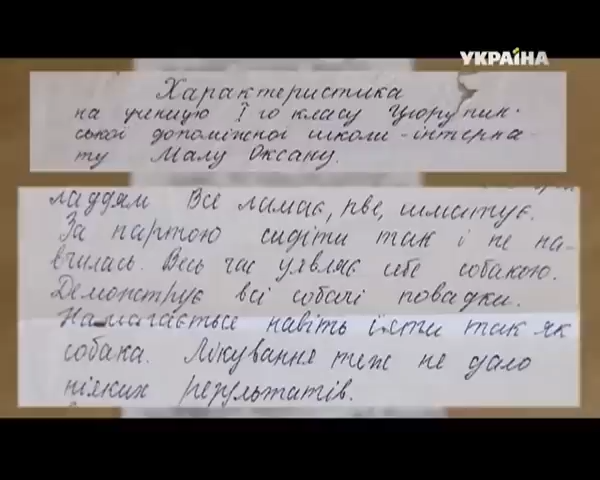 УКРАЇНА
Характеристика
на ученицю Ї го класу Цюрупин-
ської допоміжної школи-інтерна-
ту Малу Оксану.
ладдям Все ламає, рве, шматує.
За партою сидіти так і не на-
вчилась. Весь час уявляє себе собакою.
Демонструє всі собачі повадки.
Намагається навіть їсти так як
собака. Лікування теж не дало
ніяких результатів.